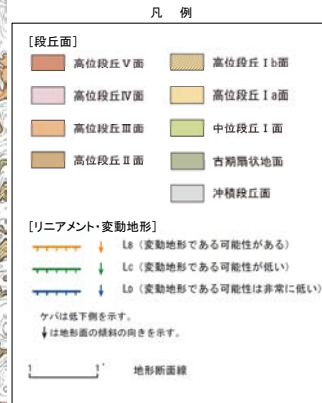 凡 例
[段丘面]
高位段丘Ⅴ面
高位段丘Ⅰb面
高位段丘Ⅳ面
高位段丘Ⅰa面
高位段丘Ⅲ面
中位段丘Ⅰ面
高位段丘Ⅱ面
古期扇状地面
沖積段丘面
[リニアメント・変動地形]
LB（変動地形である可能性がある）
LC（変動地形である可能性が低い）
LD（変動地形である可能性は非常に低い）
ケバは低下側を示す。
↓は地形面の傾斜の向きを示す。
1 1' 地形断面線